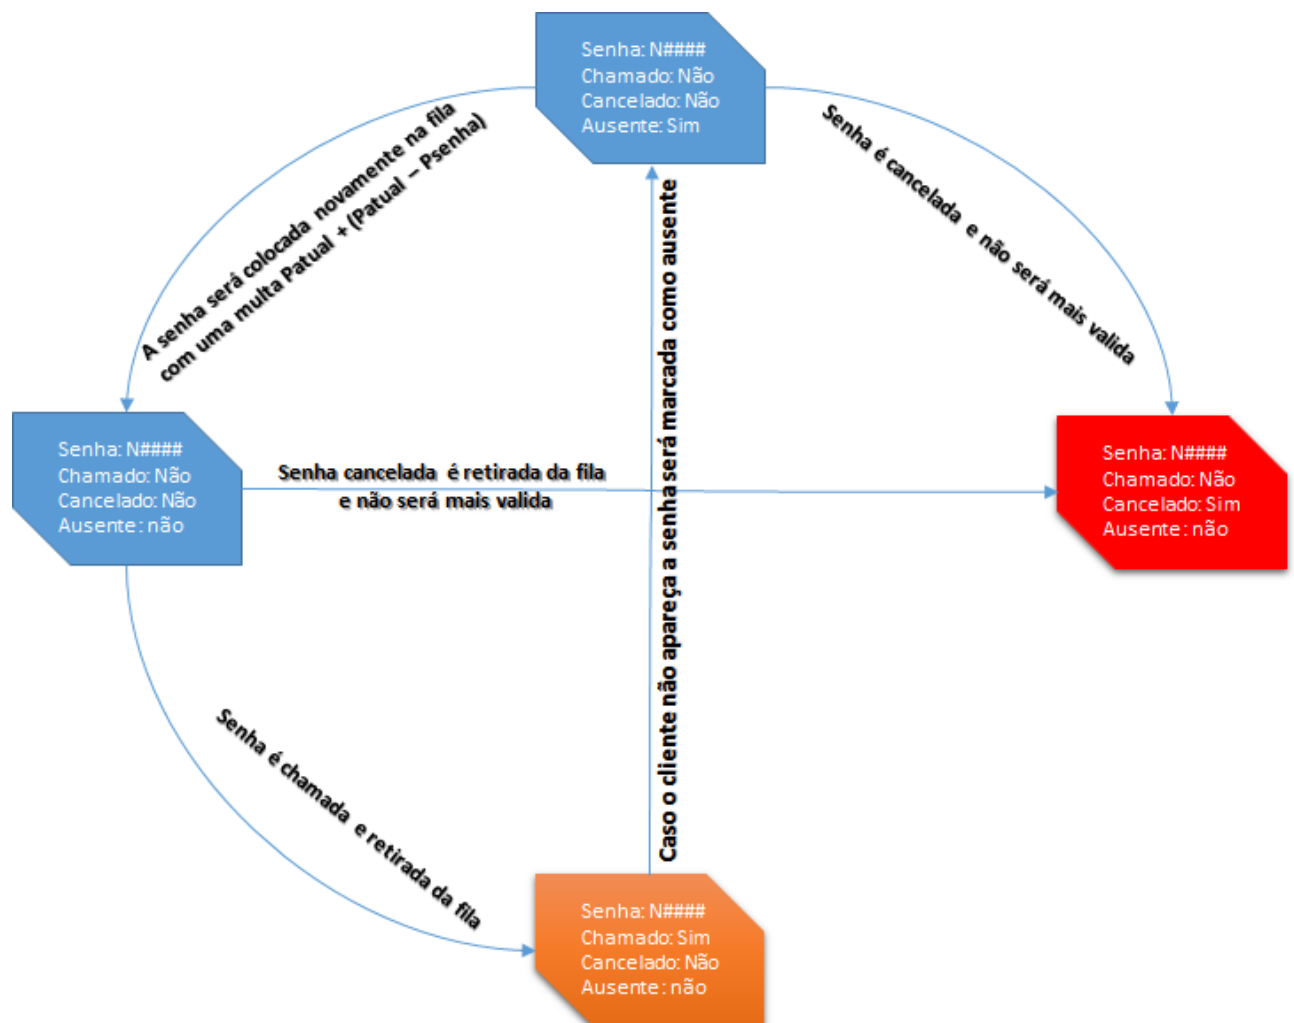 Senha: N####
Chamado: Não
Cancelado: Não
Ausente: Sim
A senha será colocada novamente na fila
com uma multa Patual + (Patual – Psenha)
Senha é cancelada e não será mais valida
Caso o cliente não apareça a senha será marcada como ausente
Senha: N####
Chamado: Não
Cancelado: Não
Ausente: não
Senha cancelada é retirada da fila
e não será mais valida
Senha: N####
Chamado: Não
Cancelado: Sim
Ausente: não
Senha é chamada e retirada da fila
Senha: N####
Chamado: Sim
Cancelado: Não
Ausente: não